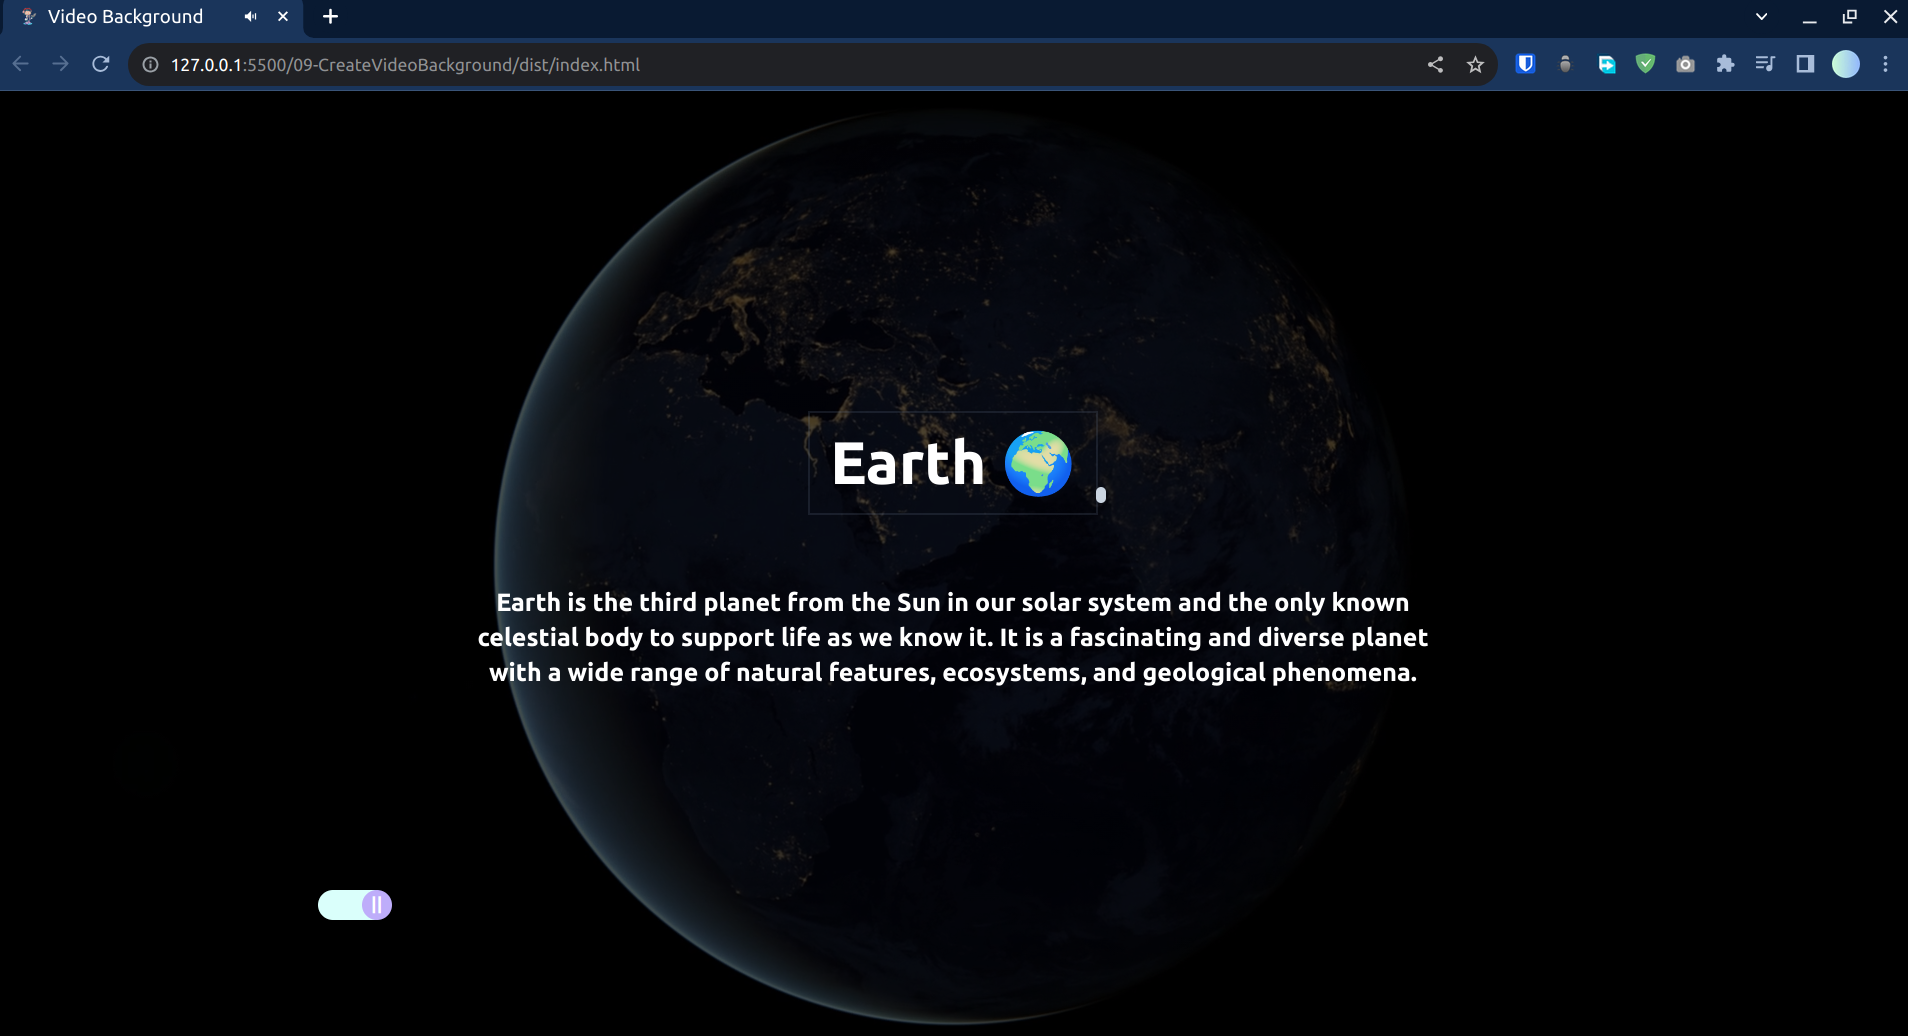 Video Background
127.0.0.1:5500/09-CreateVideoBackground/dist/index.html
Earth 🌍
Earth is the third planet from the Sun in our solar system and the only known
celestial body to support life as we know it. It is a fascinating and diverse planet
with a wide range of natural features, ecosystems, and geological phenomena.